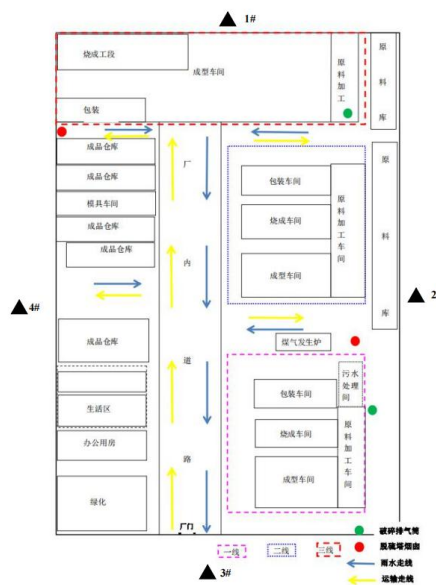 1#
烧成工段
成型车间
原料加工
原料库
包装
成品仓库
成品仓库
模具车间
成品仓库
成品仓库
厂内道路
包装车间
烧成车间
成型车间
原料加工车间
原料库
2
4#
成品仓库
煤气发生炉
生活区
办公用房
绿化
包装车间
烧成车间
成型车间
污水处理间
原料加工车间
厂门
3#
一线
二线
三线
破碎排气筒
脱硫塔烟囱
雨水走线
运输走线